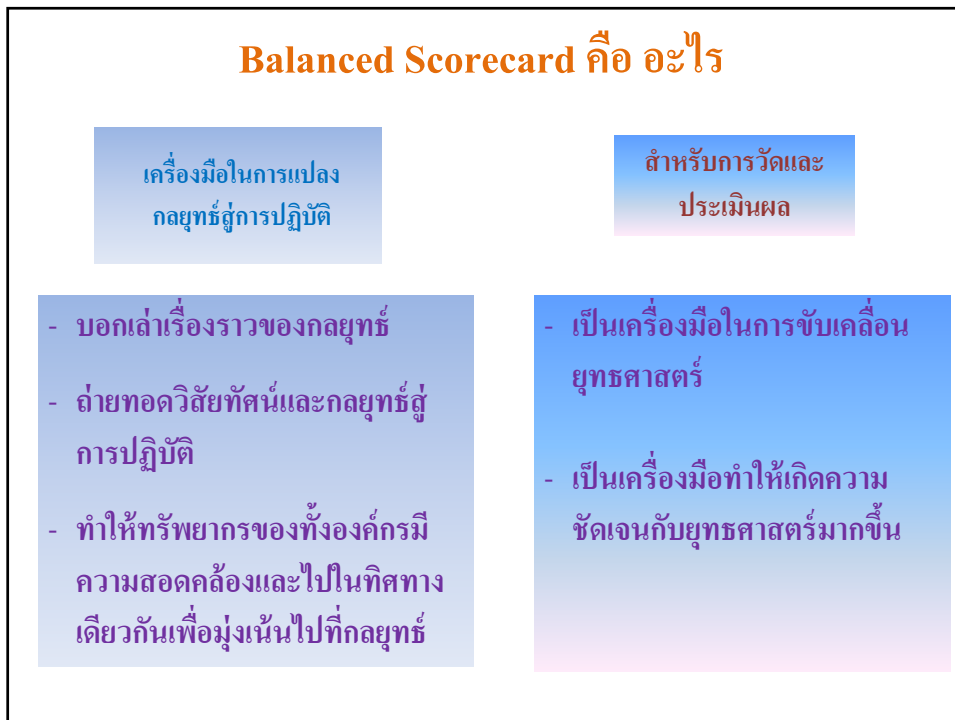 Balanced Scorecard คือ อะไร
เครื่องมือในการแปลง
กลยุทธ์สู่การปฏิบัติ
สำหรับการวัดและ
ประเมินผล
- บอกเล่าเรื่องราวของกลยุทธ์
- ถ่ายทอดวิสัยทัศน์และกลยุทธ์สู่
การปฏิบัติ
- ทำให้ทรัพยากรของทั้งองค์กรมี
ความสอดคล้องและไปในทิศทาง
เดียวกันเพื่อมุ่งเน้นไปที่กลยุทธ์
- เป็นเครื่องมือในการขับเคลื่อน
ยุทธศาสตร์
- เป็นเครื่องมือทำให้เกิดความ
ชัดเจนกับยุทธศาสตร์มากขึ้น